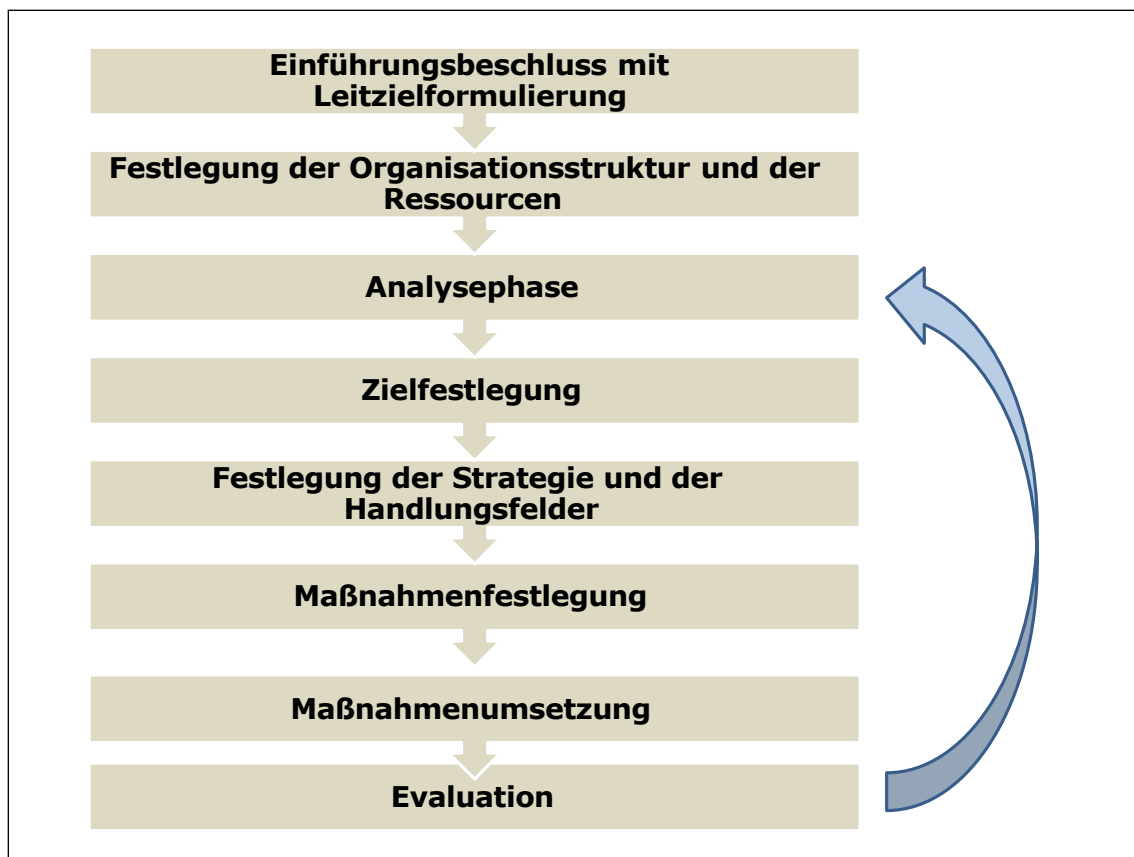 Einführungsbeschluss mit
Leitzielformulierung
Festlegung der Organisationsstruktur und der
Ressourcen
Analysephase
Zielfestlegung
Festlegung der Strategie und der
Handlungsfelder
Maßnahmenfestlegung
Maßnahmenumsetzung
Evaluation